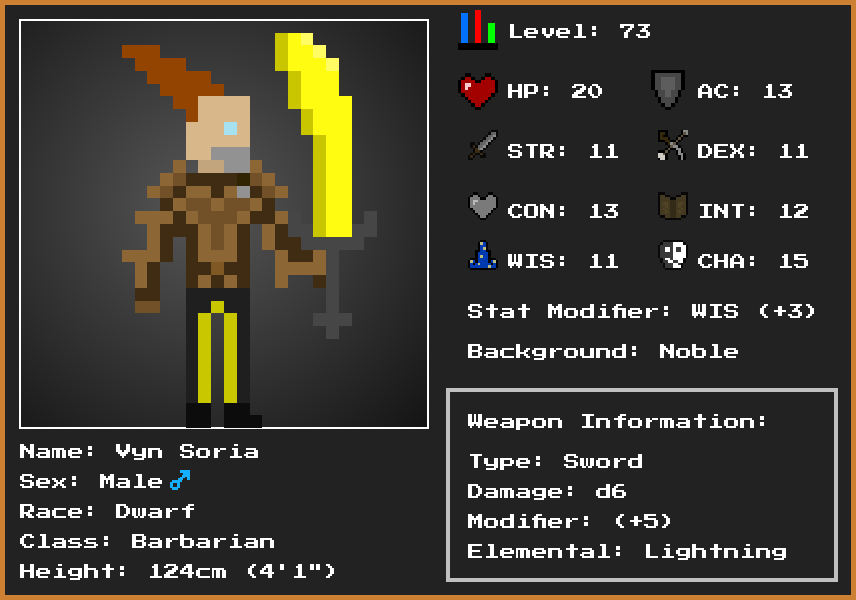 Level: 73
HP: 20 AC: 13
STR: 11 DEX: 11
CON: 13 INT: 12
WIS: 11 CHA: 15
Stat Modifier: WIS (+3)
Background: Noble
Weapon Information:
Type: Sword
Damage: d6
Modifier: (+5)
Elemental: Lightning
Name: Vyn Soria
Sex: Male♂
Race: Dwarf
Class: Barbarian
Height: 124cm (4'1")